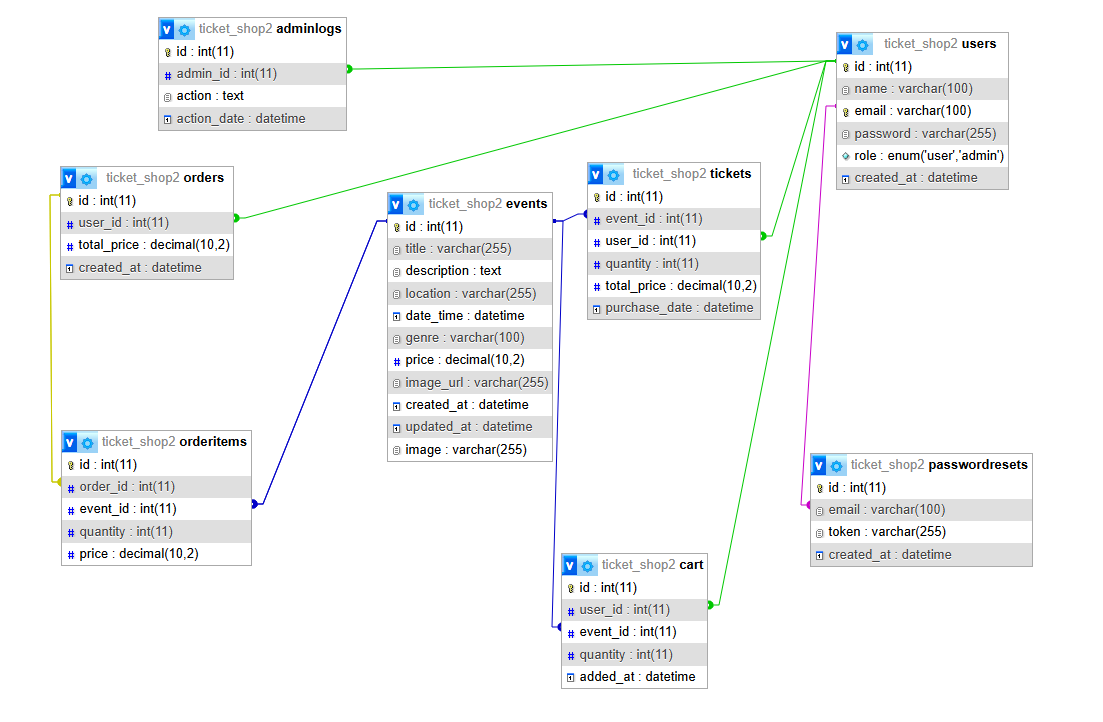 ticket_shop2 adminlogs
id : int(11)
admin_id : int(11)
action : text
action_date : datetime
ticket_shop2 users
id : int(11)
name : varchar(100)
email : varchar(100)
password : varchar(255)
role : enum('user','admin')
created_at : datetime
ticket_shop2 orders
id : int(11)
user_id : int(11)
total_price : decimal(10,2)
created_at : datetime
ticket_shop2 events
id : int(11)
title : varchar(255)
description : text
location : varchar(255)
date_time : datetime
genre : varchar(100)
price : decimal(10,2)
image_url : varchar(255)
created_at : datetime
updated_at : datetime
image : varchar(255)
ticket_shop2 tickets
id : int(11)
event_id : int(11)
user_id : int(11)
quantity : int(11)
total_price : decimal(10,2)
purchase_date : datetime
ticket_shop2 orderitems
id : int(11)
order_id : int(11)
event_id : int(11)
quantity : int(11)
price : decimal(10,2)
ticket_shop2 passwordresets
id : int(11)
email : varchar(100)
token : varchar(255)
created_at : datetime
ticket_shop2 cart
id : int(11)
user_id : int(11)
event_id : int(11)
quantity : int(11)
added_at : datetime